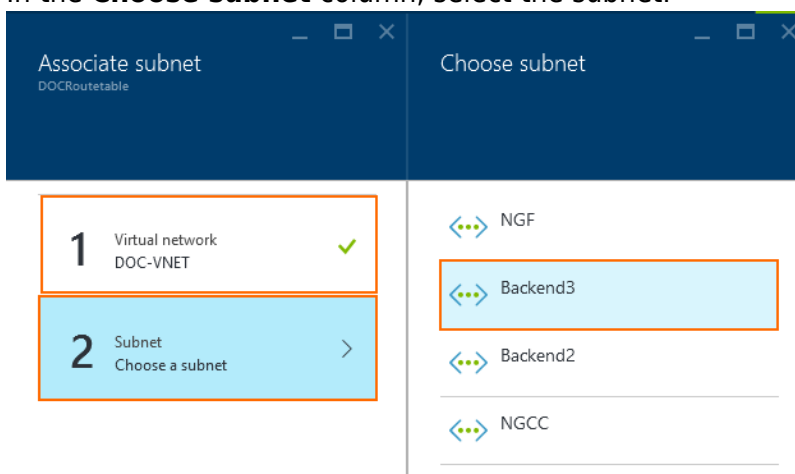 In the Choose Subnet column, select the subnet.
Associate subnet
DOCRoutetable
Choose subnet
1
Virtual network
DOC-VNET
2
Subnet
Choose a subnet
NGF
Backend3
Backend2
NGCC